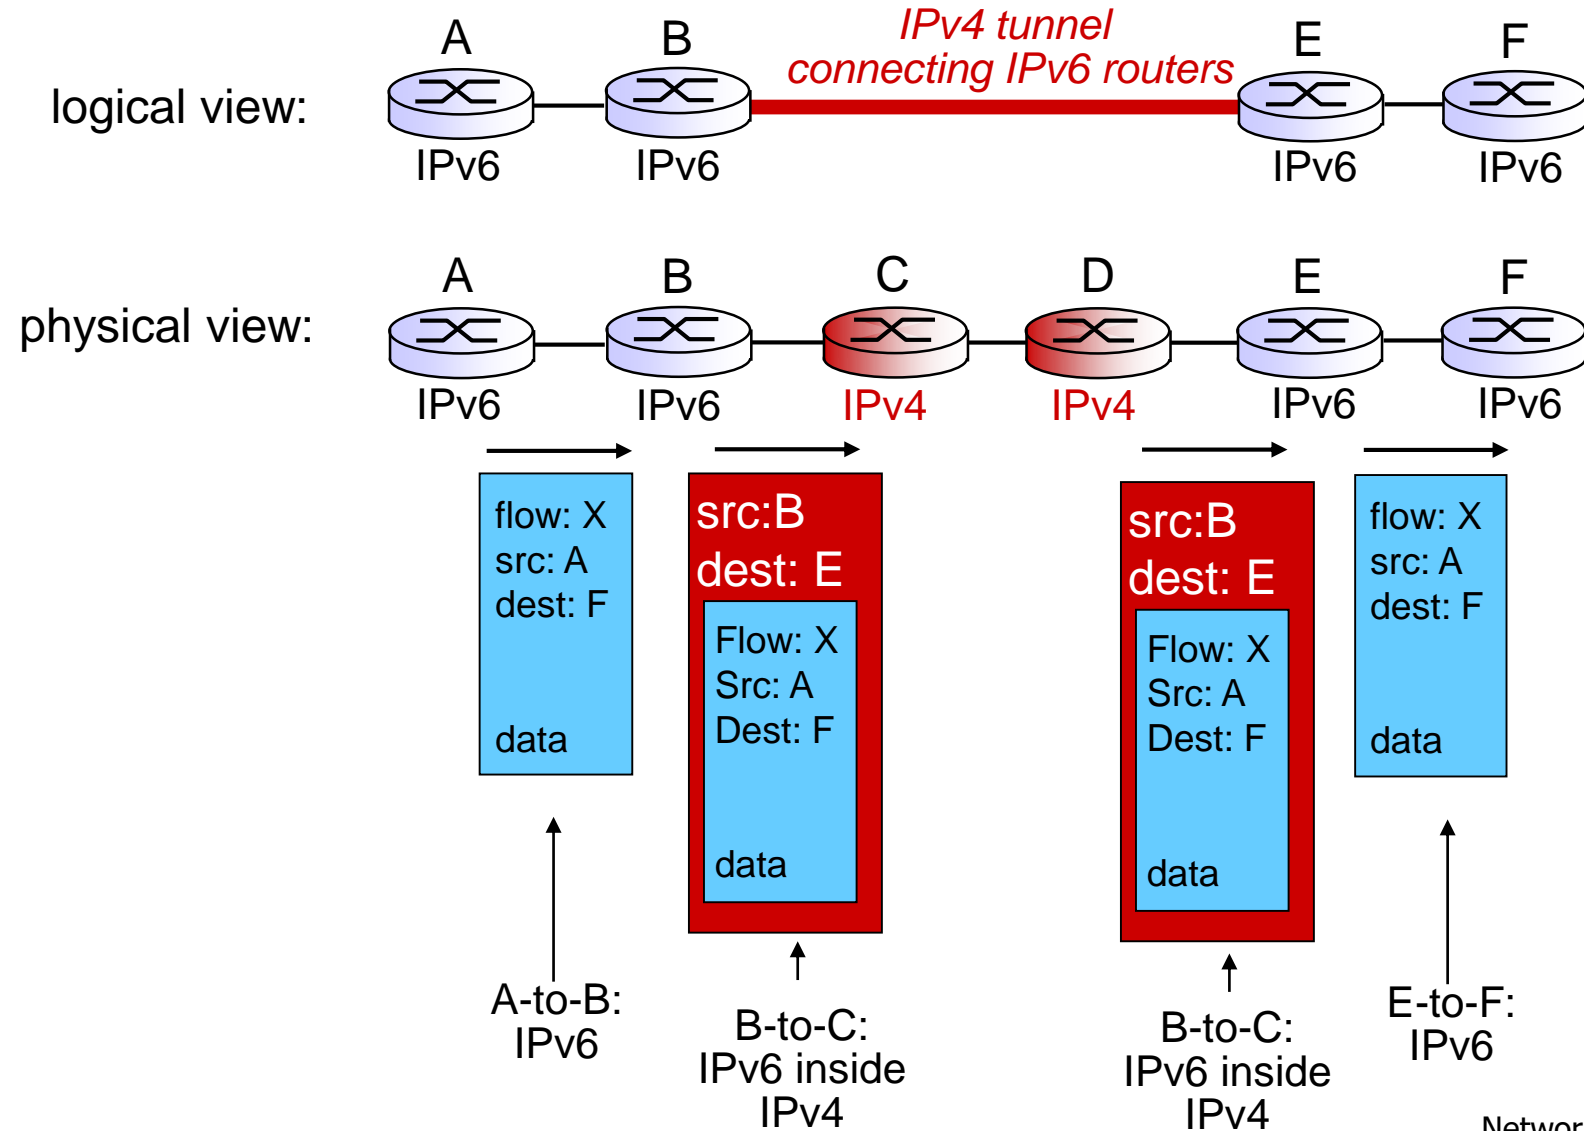 A
B
IPv4 tunnel
connecting IPv6 routers
E
F
logical view:
IPv6
IPv6
IPv6
IPv6
A
B
C
D
E
F
physical view:
IPv6
IPv6
IPv4
IPv4
IPv6
IPv6
flow: X
src: A
dest: F
data
src:B
dest: E
Flow: X
Src: A
Dest: F
data
src:B
dest: E
Flow: X
Src: A
Dest: F
data
flow: X
src: A
dest: F
data
A-to-B:
IPv6
B-to-C:
IPv6 inside
IPv4
B-to-C:
IPv6 inside
IPv4
E-to-F:
IPv6